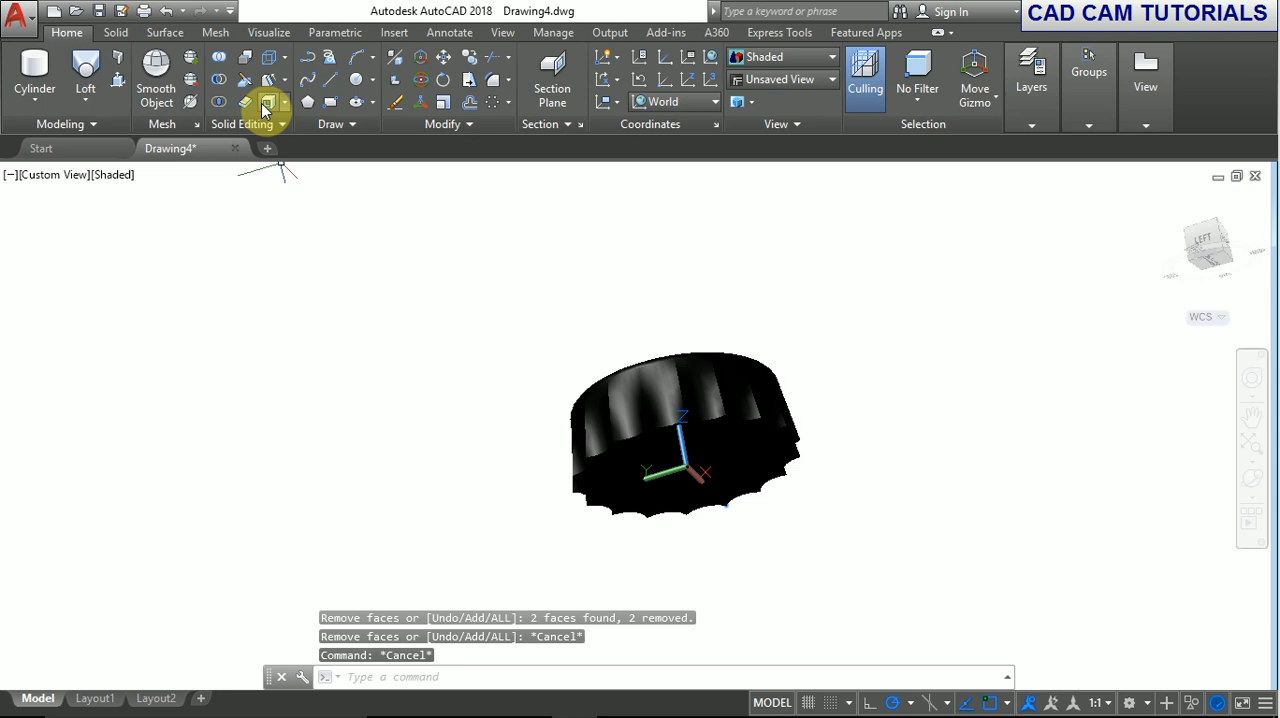 Autodesk AutoCAD 2018 Drawing4.dwg
Type a keyword or phrase
Sign In
CAD CAM TUTORIALS
Home Solid Surface Mesh Visualize Parametric Insert Annotate View Manage Output Add-ins A360 Express Tools Featured Apps
Cylinder
Loft
Smooth Object
Section Plane
World
Shaded
Unsaved View
Culling
No Filter
Move Gizmo
Layers
Groups
View
Modeling Mesh Solid Editing Draw Modify Section Coordinates View Selection
Start Drawing4*
[−][Custom View][Shaded]
LEFT
WCS
Z
Y
X
Remove faces or [Undo/Add/ALL]: 2 faces found, 2 removed.
Remove faces or [Undo/Add/ALL]: *Cancel*
Command: *Cancel*
Type a command
Model Layout1 Layout2
MODEL 1:1